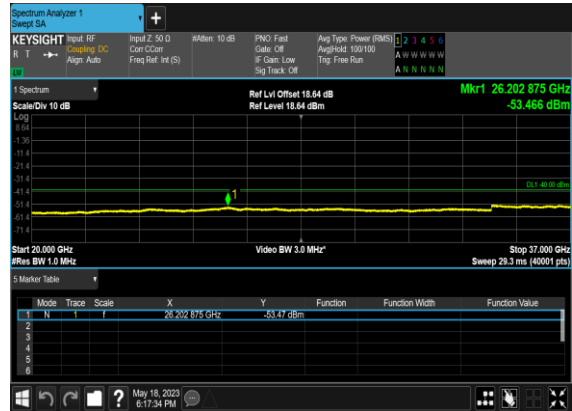 Spectrum Analyzer 1
Swept SA
+
KEYSIGHT Input: RF Input Z: 50 Ω #Atten: 10 dB PNO: Fast Avg Type: Power (RMS) 1 2 3 4 5 6
R T Coupling: DC Corr CCorr Gate: Off Avg|Hold: 100/100 A W W W W W
Align: Auto Freq Ref: Int (S) IF Gain: Low Trig: Free Run
LW Sig Track: Off A N N N N N
1 Spectrum Ref Lvl Offset 18.64 dB Mkr1 26.202 875 GHz
Scale/Div 10 dB Ref Level 18.64 dBm -53.466 dBm
Log
8.64
-1.36
-11.4
-21.4
-31.4
DL1 -40.00 dBm
-41.4
1
-51.4
-61.4
-71.4
Start 20.000 GHz Video BW 3.0 MHz* Stop 37.000 GHz
#Res BW 1.0 MHz Sweep 29.3 ms (40001 pts)
5 Marker Table
Mode Trace Scale X Y Function Function Width Function Value
1 N 1 f 26.202 875 GHz -53.47 dBm
2
3
4
5
6
? May 18, 2023
6:17:34 PM